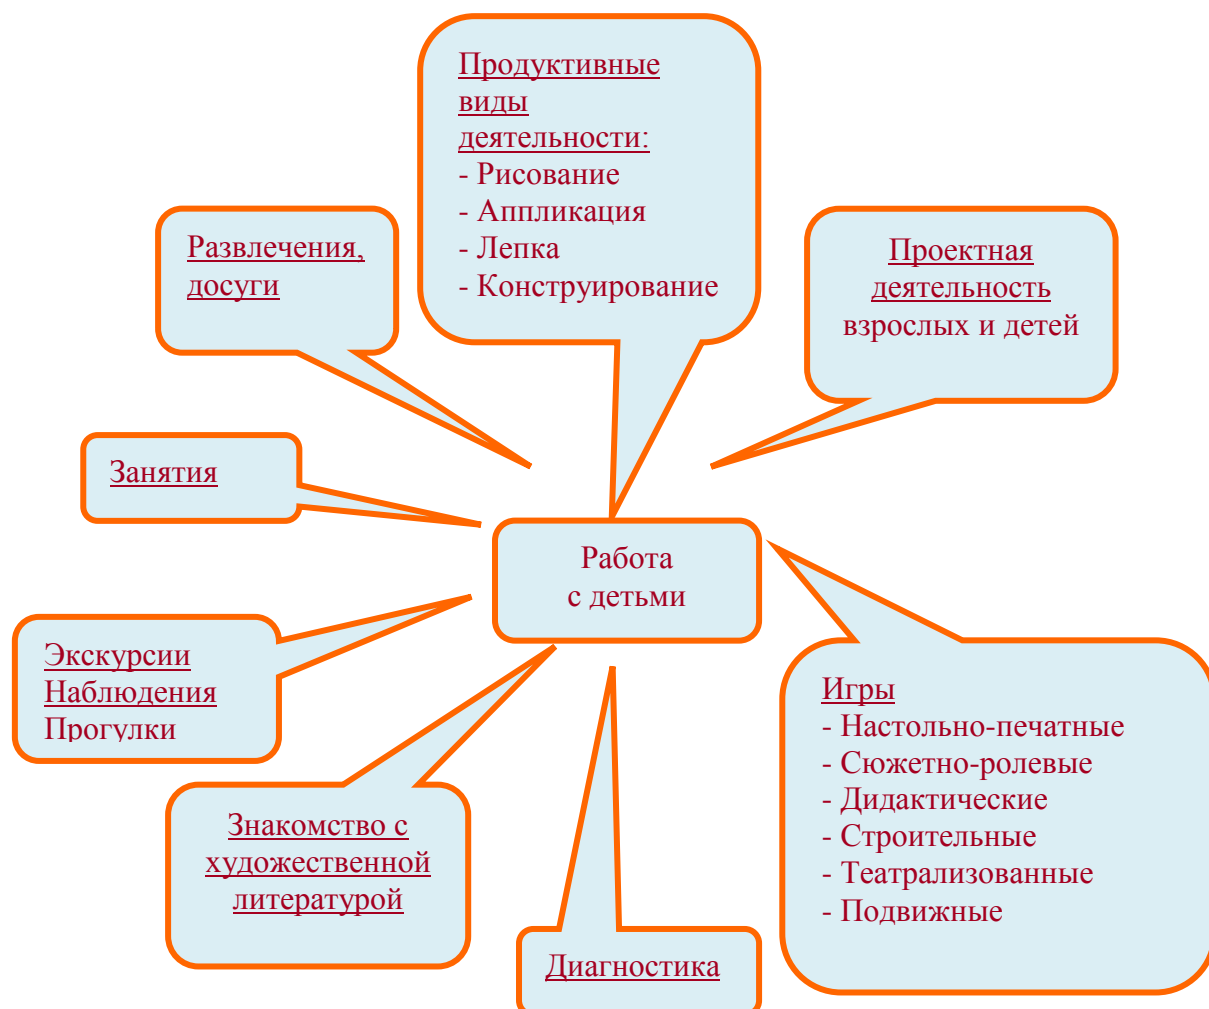 Продуктивные
виды
деятельности:
- Рисование
- Аппликация
- Лепка
- Конструирование
Развлечения,
досуги
Проектная
деятельность
взрослых и детей
Занятия
Работа
с детьми
Экскурсии
Наблюдения
Прогулки
Игры
- Настольно-печатные
- Сюжетно-ролевые
- Дидактические
- Строительные
- Театрализованные
- Подвижные
Знакомство с
художественной
литературой
Диагностика